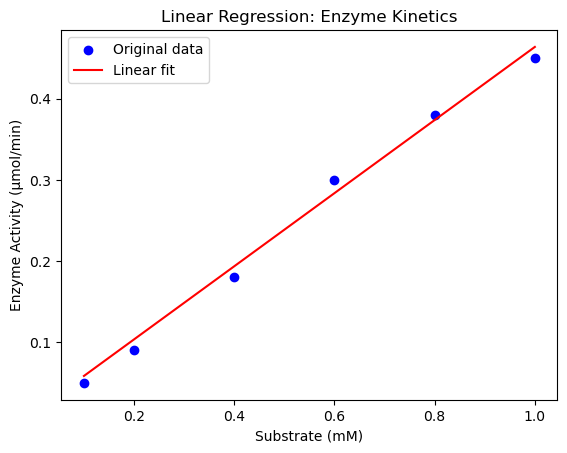 Linear Regression: Enzyme Kinetics
Original data
Linear fit
Enzyme Activity (μmol/min)
0.4
0.3
0.2
0.1
0.2
0.4
0.6
0.8
1.0
Substrate (mM)